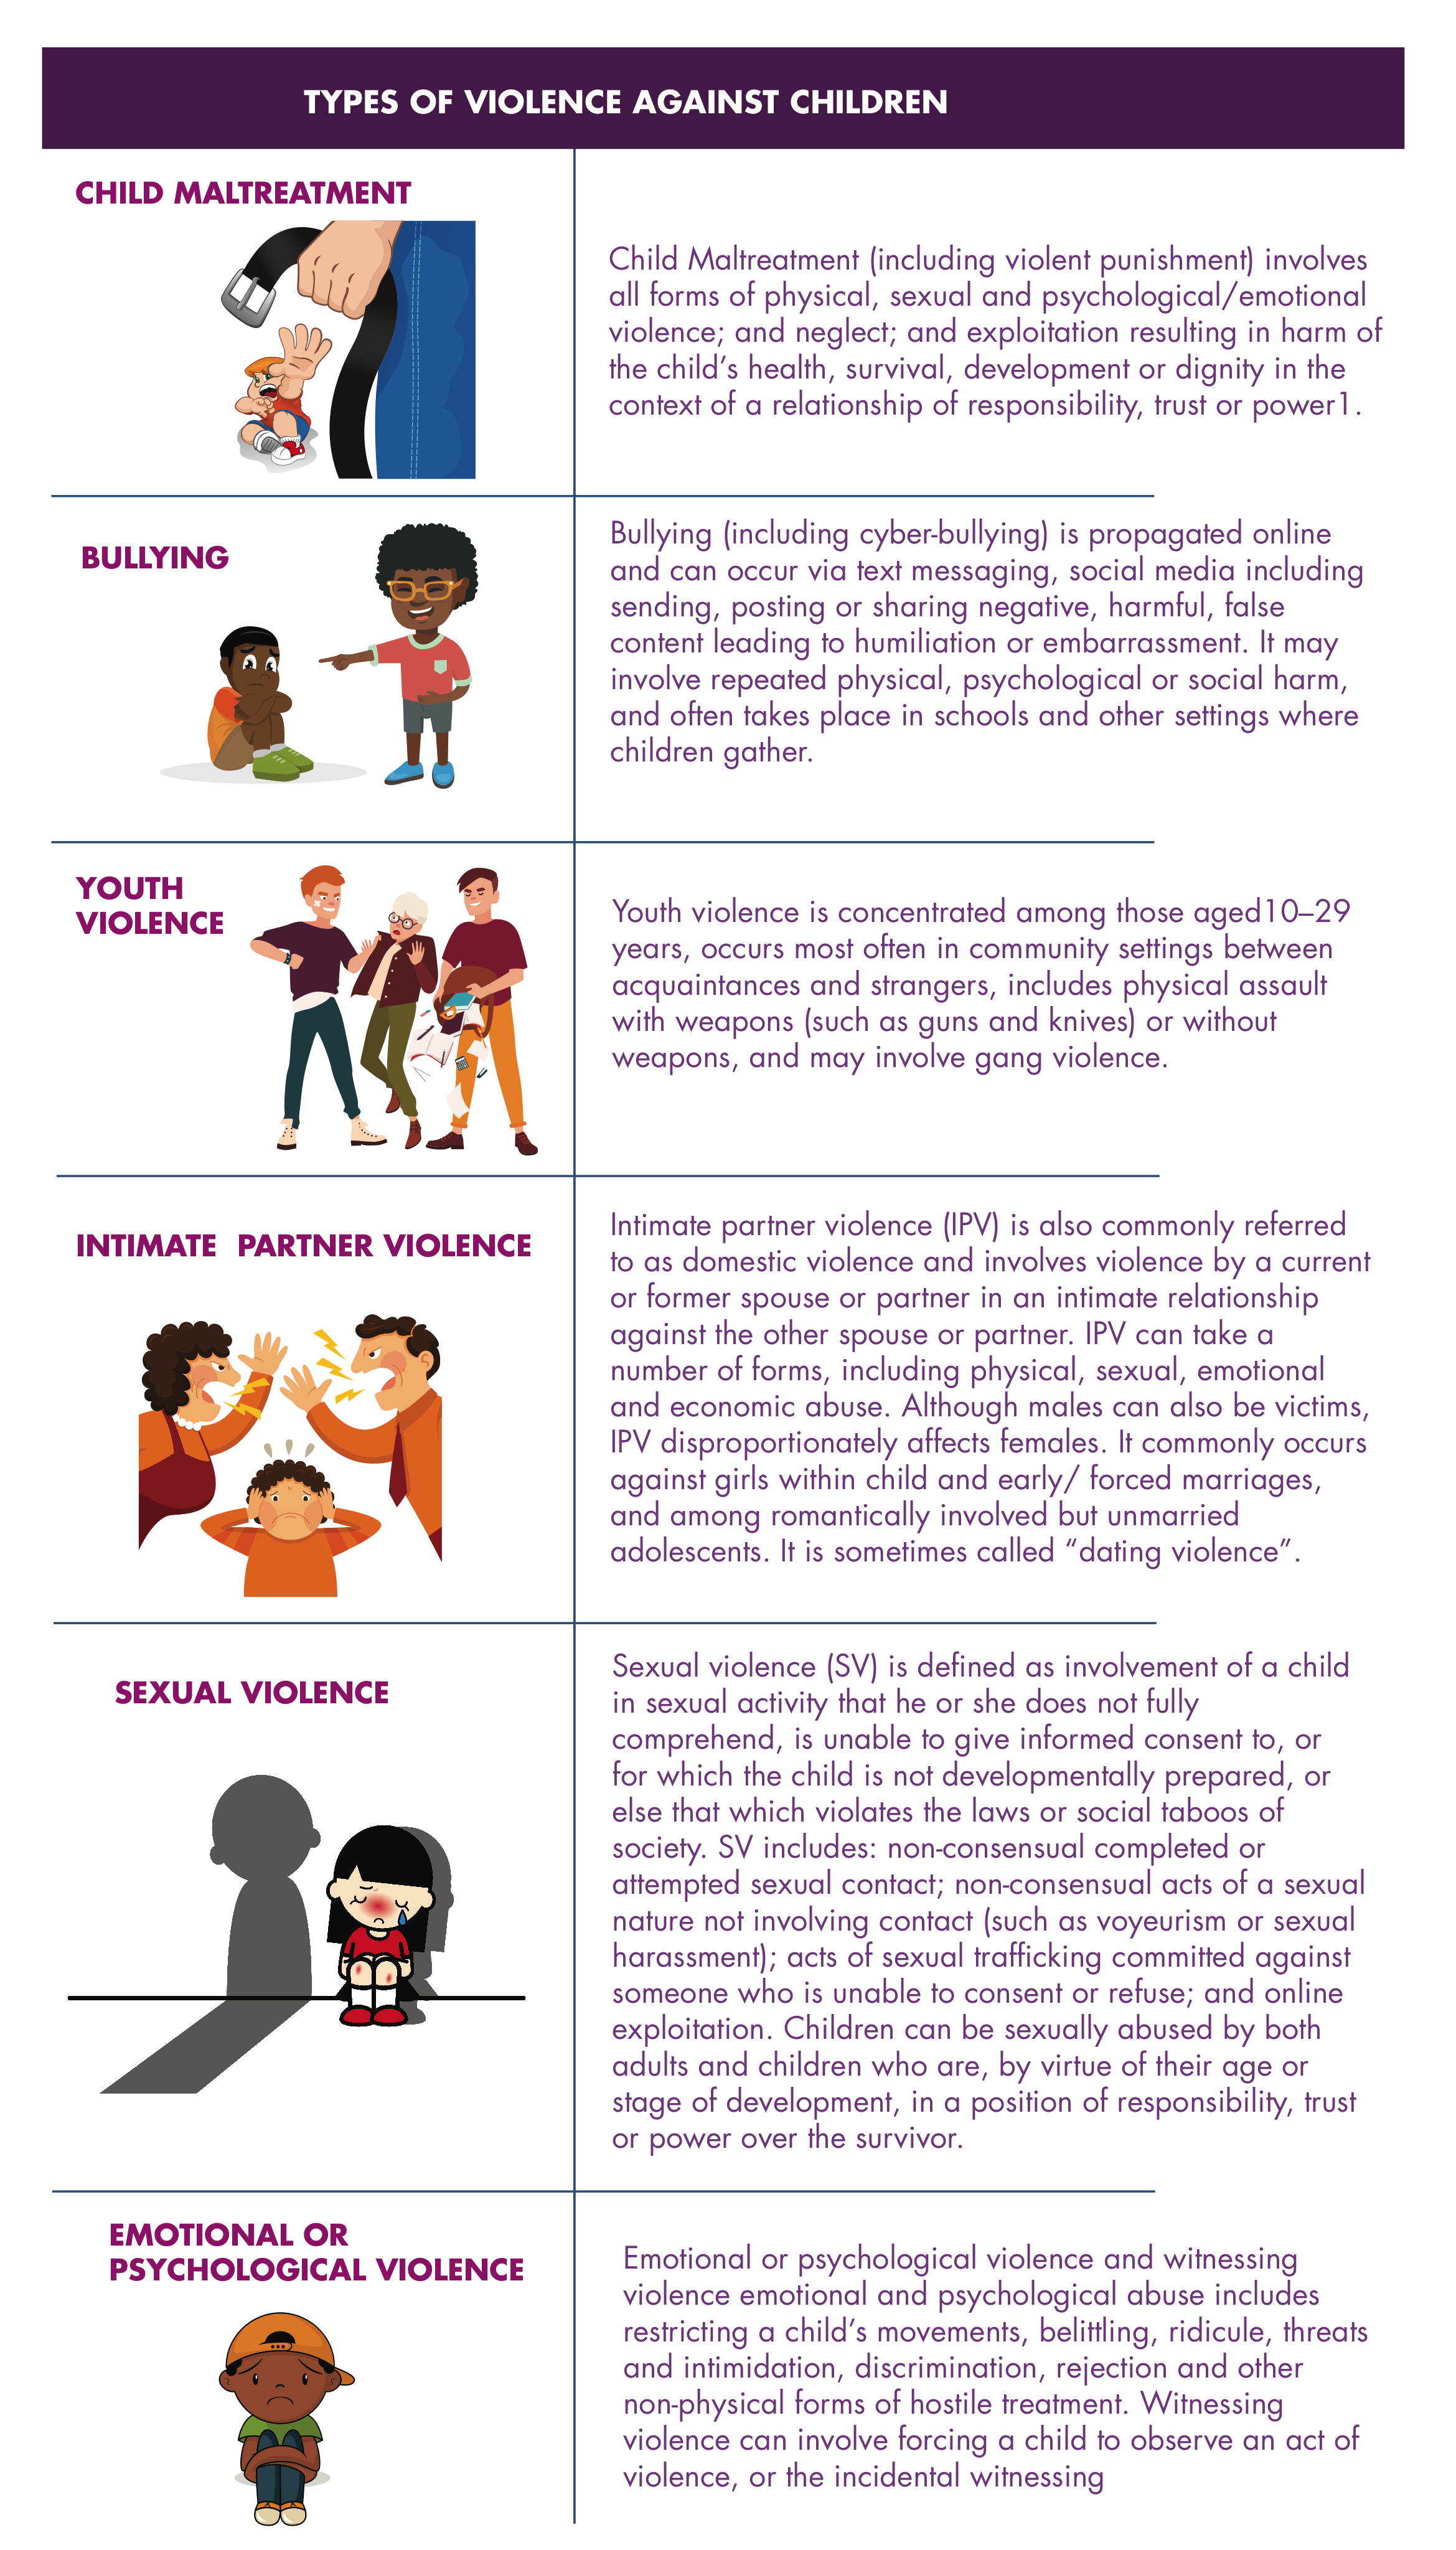 TYPES OF VIOLENCE AGAINST CHILDREN
CHILD MALTREATMENT
Child Maltreatment (including violent punishment) involves
all forms of physical, sexual and psychological/emotional
violence; and neglect; and exploitation resulting in harm of
the child’s health, survival, development or dignity in the
context of a relationship of responsibility, trust or power1.
BULLYING
Bullying (including cyber-bullying) is propagated online
and can occur via text messaging, social media including
sending, posting or sharing negative, harmful, false
content leading to humiliation or embarrassment. It may
involve repeated physical, psychological or social harm,
and often takes place in schools and other settings where
children gather.
YOUTH
VIOLENCE
Youth violence is concentrated among those aged10–29
years, occurs most often in community settings between
acquaintances and strangers, includes physical assault
with weapons (such as guns and knives) or without
weapons, and may involve gang violence.
INTIMATE PARTNER VIOLENCE
Intimate partner violence (IPV) is also commonly referred
to as domestic violence and involves violence by a current
or former spouse or partner in an intimate relationship
against the other spouse or partner. IPV can take a
number of forms, including physical, sexual, emotional
and economic abuse. Although males can also be victims,
IPV disproportionately affects females. It commonly occurs
against girls within child and early/ forced marriages,
and among romantically involved but unmarried
adolescents. It is sometimes called “dating violence”.
SEXUAL VIOLENCE
Sexual violence (SV) is defined as involvement of a child
in sexual activity that he or she does not fully
comprehend, is unable to give informed consent to, or
for which the child is not developmentally prepared, or
else that which violates the laws or social taboos of
society. SV includes: non-consensual completed or
attempted sexual contact; non-consensual acts of a sexual
nature not involving contact (such as voyeurism or sexual
harassment); acts of sexual trafficking committed against
someone who is unable to consent or refuse; and online
exploitation. Children can be sexually abused by both
adults and children who are, by virtue of their age or
stage of development, in a position of responsibility, trust
or power over the survivor.
EMOTIONAL OR
PSYCHOLOGICAL VIOLENCE
Emotional or psychological violence and witnessing
violence emotional and psychological abuse includes
restricting a child’s movements, belittling, ridicule, threats
and intimidation, discrimination, rejection and other
non-physical forms of hostile treatment. Witnessing
violence can involve forcing a child to observe an act of
violence, or the incidental witnessing